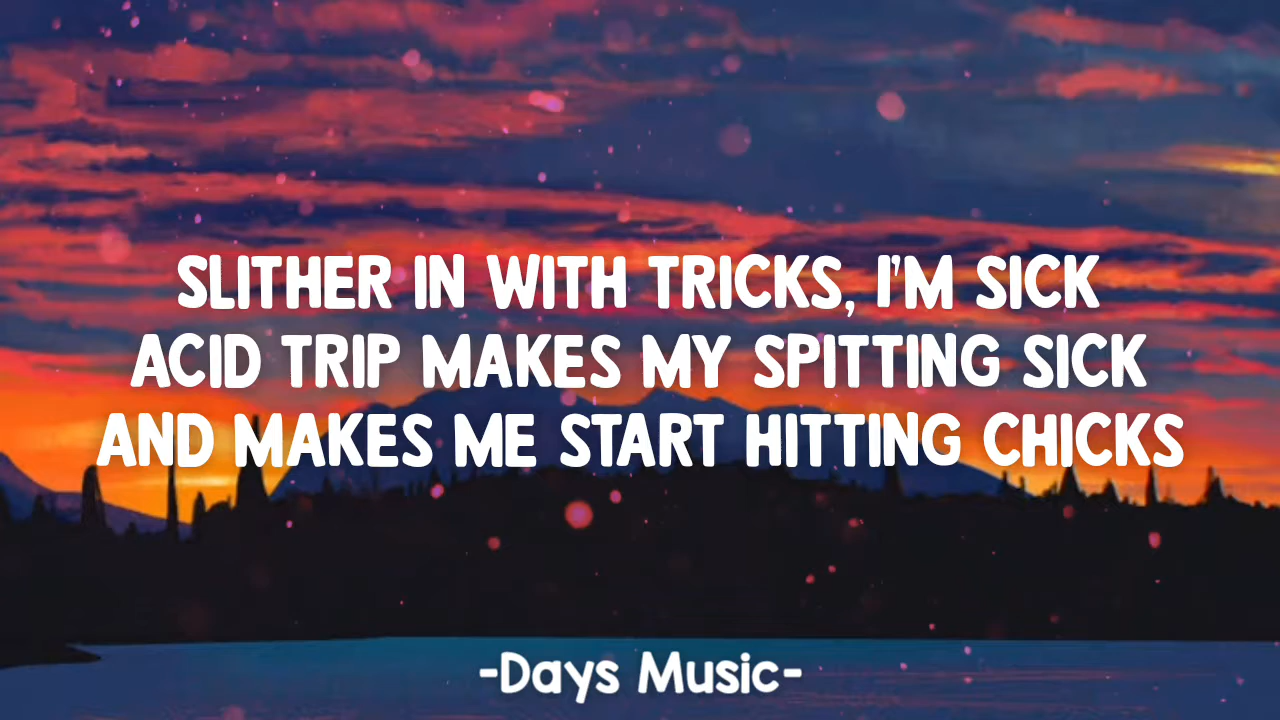 SLITHER IN WITH TRICKS, I'M SICK
ACID TRIP MAKES MY SPITTING SICK
AND MAKES ME START HITTING CHICKS
-Days Music-